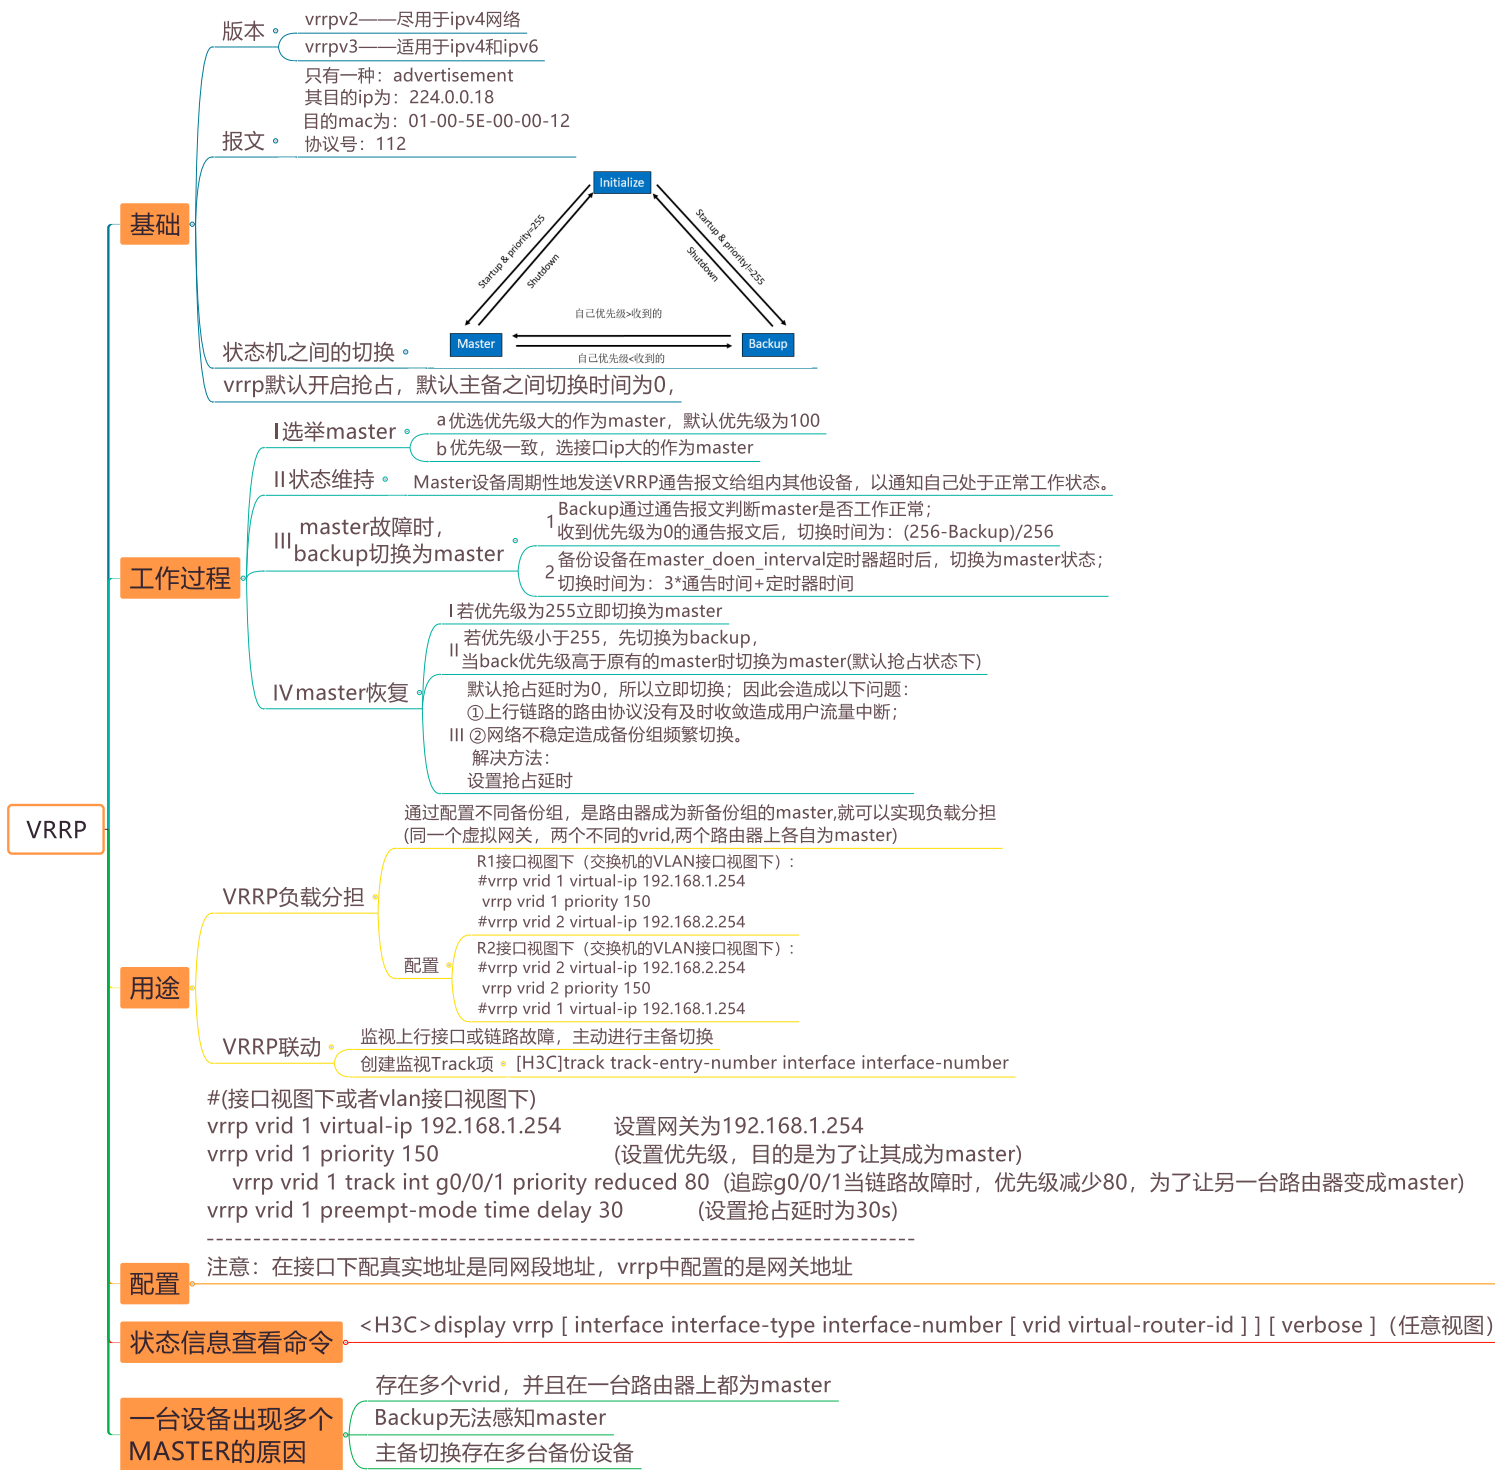 版本
vrrpv2——尽用于ipv4网络
vrrpv3——适用于ipv4和ipv6
报文
只有一种：advertisement
其目的ip为：224.0.0.18
目的mac为：01-00-5E-00-00-12
协议号：112
基础
Initialize
Startup & priority=255
Shutdown
Startup & priority!=255
Shutdown
自己优先级>收到的
Master
Backup
自己优先级<收到的
状态机之间的切换
vrrp默认开启抢占，默认主备之间切换时间为0，
I 选举master
a 优选优先级大的作为master，默认优先级为100
b 优先级一致，选接口ip大的作为master
II 状态维持
Master设备周期性地发送VRRP通告报文给组内其他设备，以通知自己处于正常工作状态。
III master故障时，
backup切换为master
1 Backup通过通告报文判断master是否工作正常；
收到优先级为0的通告报文后，切换时间为：(256-Backup)/256
2 备份设备在master_doen_interval定时器超时后，切换为master状态；
切换时间为：3*通告时间+定时器时间
工作过程
IV master恢复
I 若优先级为255立即切换为master
II 若优先级小于255，先切换为backup，
当back优先级高于原有的master时切换为master(默认抢占状态下)
III 默认抢占延时为0，所以立即切换；因此会造成以下问题：
①上行链路的路由协议没有及时收敛造成用户流量中断；
②网络不稳定造成备份组频繁切换。
解决方法：
设置抢占延时
VRRP
用途
VRRP负载分担
通过配置不同备份组，是路由器成为新备份组的master,就可以实现负载分担
(同一个虚拟网关，两个不同的vrid,两个路由器上各自为master)
配置
R1接口视图下（交换机的VLAN接口视图下）:
#vrrp vrid 1 virtual-ip 192.168.1.254
vrrp vrid 1 priority 150
#vrrp vrid 2 virtual-ip 192.168.2.254
R2接口视图下（交换机的VLAN接口视图下）:
#vrrp vrid 2 virtual-ip 192.168.2.254
vrrp vrid 2 priority 150
#vrrp vrid 1 virtual-ip 192.168.1.254
VRRP联动
监视上行接口或链路故障，主动进行主备切换
创建监视Track项
[H3C]track track-entry-number interface interface-number
#(接口视图下或者vlan接口视图下)
vrrp vrid 1 virtual-ip 192.168.1.254 设置网关为192.168.1.254
vrrp vrid 1 priority 150 (设置优先级，目的是为了让其成为master)
vrrp vrid 1 track int g0/0/1 priority reduced 80 (追踪g0/0/1当链路故障时，优先级减少80，为了让另一台路由器变成master)
vrrp vrid 1 preempt-mode time delay 30 (设置抢占延时为30s)
----------------------------------------------------------------------------
注意：在接口下配真实地址是同网段地址，vrrp中配置的是网关地址
配置
状态信息查看命令
<H3C>display vrrp [ interface interface-type interface-number [ vrid virtual-router-id ] ] [ verbose ]（任意视图）
一台设备出现多个
MASTER的原因
存在多个vrid，并且在一台路由器上都为master
Backup无法感知master
主备切换存在多台备份设备